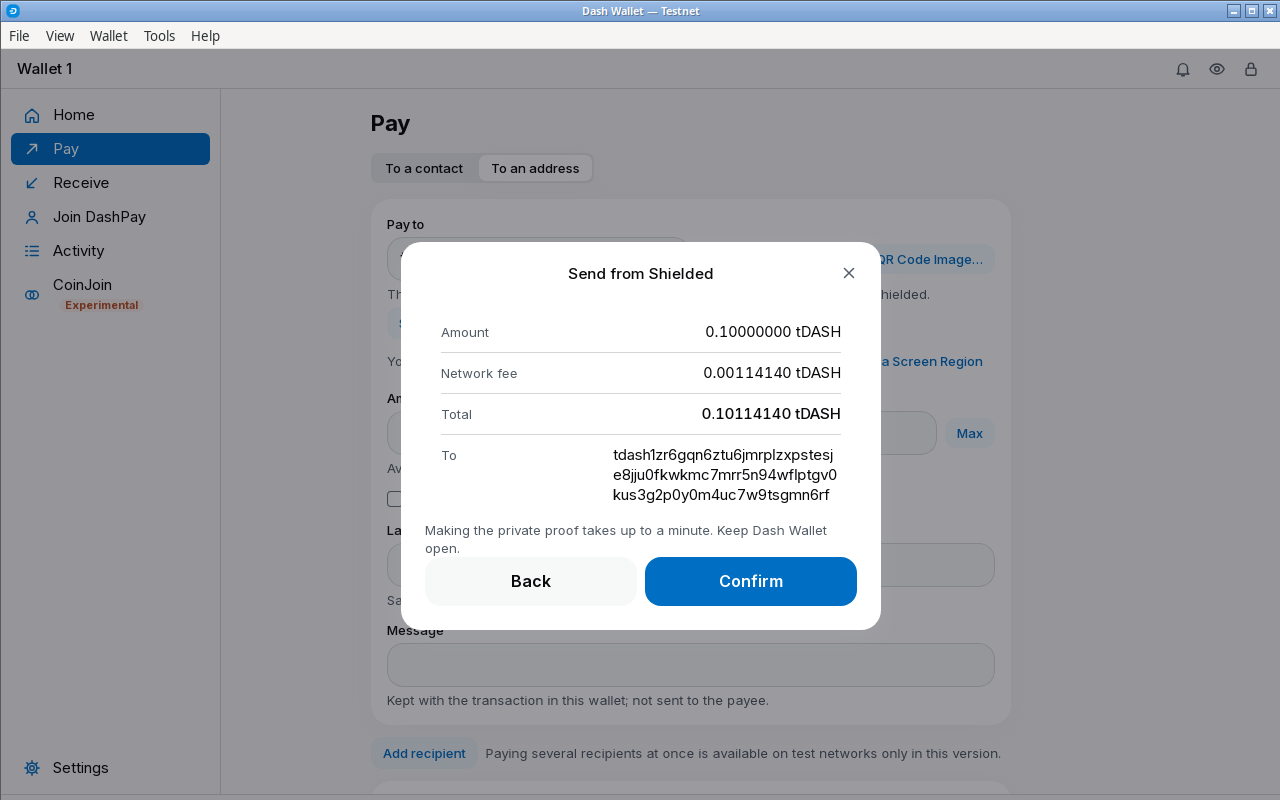 Dash Wallet — Testnet
File View Wallet Tools Help
Wallet 1
Home
Pay
Receive
Join DashPay
Activity
CoinJoin
Experimental
Settings
Pay
To a contact To an address
Pay to
QR Code Image...
hielded.
a Screen Region
Max
Message
Kept with the transaction in this wallet; not sent to the payee.
Add recipient Paying several recipients at once is available on test networks only in this version.
Send from Shielded
Amount 0.10000000 tDASH
Network fee 0.00114140 tDASH
Total 0.10114140 tDASH
To tdash1zr6gqn6ztu6jmrplzxpstesj
e8jju0fkwkmc7mrr5n94wflptgv0
kus3g2p0y0m4uc7w9tsgmn6rf
Making the private proof takes up to a minute. Keep Dash Wallet
open.
Back Confirm